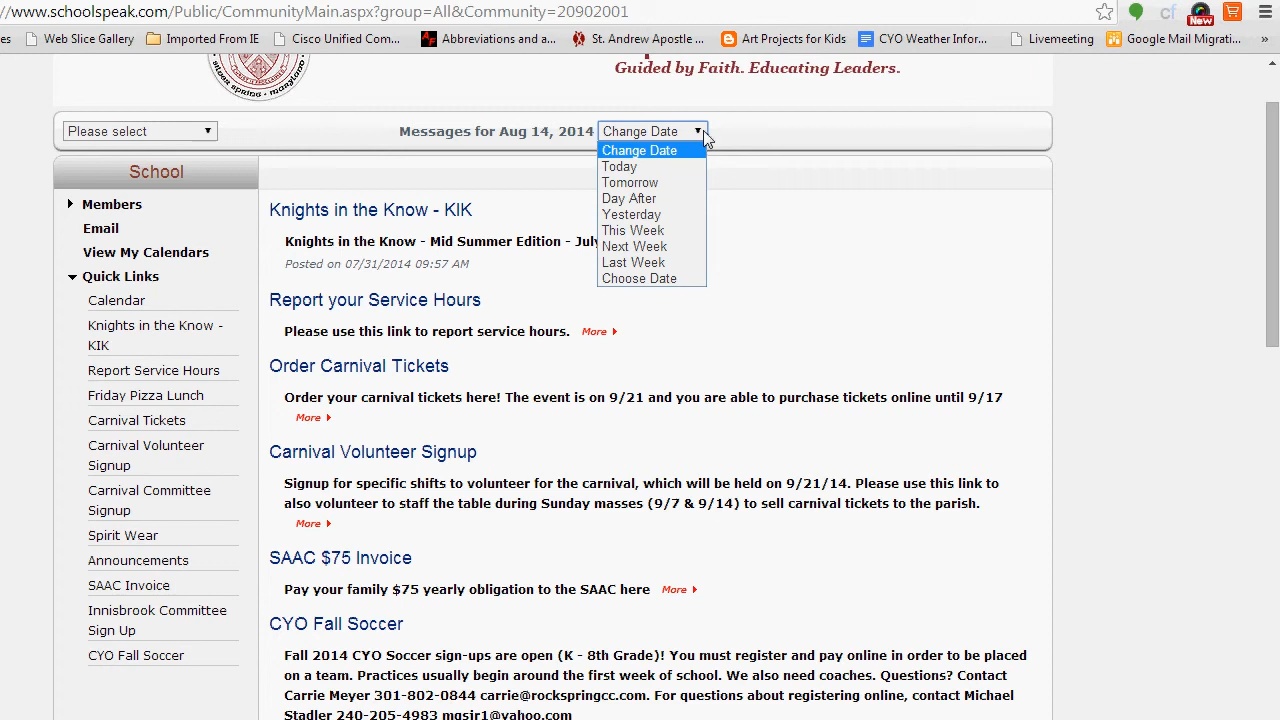 //www.schoolspeak.com/Public/CommunityMain.aspx?group=All&Community=20902001
New
es Web Slice Gallery Imported From IE Cisco Unified Com... Abbreviations and a... St. Andrew Apostle-... Art Projects for Kids CYO Weather Infor... Livemeeting Google Mail Migrati... »
SILVER SPRING MARYLAND
Guided by Faith. Educating Leaders.
Please select
Messages for Aug 14, 2014 Change Date
Change Date
Today
Tomorrow
Day After
Yesterday
This Week
Next Week
Last Week
Choose Date
School
Members
Email
View My Calendars
Quick Links
Calendar
Knights in the Know -
KIK
Report Service Hours
Friday Pizza Lunch
Carnival Tickets
Carnival Volunteer
Signup
Carnival Committee
Signup
Spirit Wear
Announcements
SAAC Invoice
Innisbrook Committee
Sign Up
CYO Fall Soccer
Knights in the Know - KIK
Knights in the Know - Mid Summer Edition - July
Posted on 07/31/2014 09:57 AM
Report your Service Hours
Please use this link to report service hours. More
Order Carnival Tickets
Order your carnival tickets here! The event is on 9/21 and you are able to purchase tickets online until 9/17
More
Carnival Volunteer Signup
Signup for specific shifts to volunteer for the carnival, which will be held on 9/21/14. Please use this link to
also volunteer to staff the table during Sunday masses (9/7 & 9/14) to sell carnival tickets to the parish.
More
SAAC $75 Invoice
Pay your family $75 yearly obligation to the SAAC here More
CYO Fall Soccer
Fall 2014 CYO Soccer sign-ups are open (K - 8th Grade)! You must register and pay online in order to be placed
on a team. Practices usually begin around the first week of school. We also need coaches. Questions? Contact
Carrie Meyer 301-802-0844 carrie@rockspringcc.com. For questions about registering online, contact Michael
Stadler 240-205-4983 mgsir1@yahoo.com